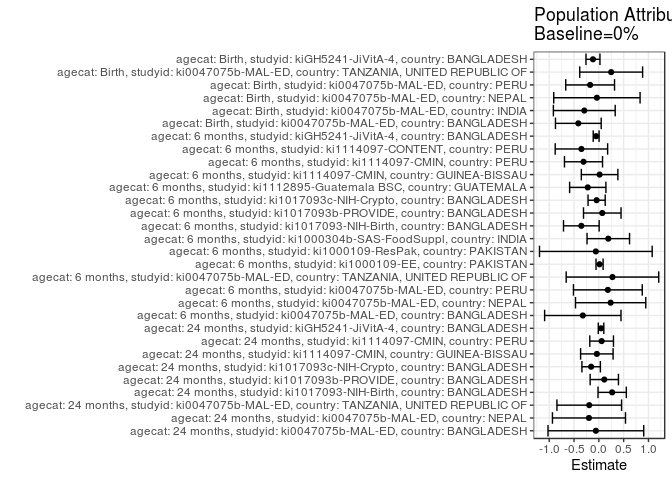 Population Attribu
Baseline=0%
agecat: Birth, studyid: kiGH5241-JiVitA-4, country: BANGLADESH
agecat: Birth, studyid: ki0047075b-MAL-ED, country: TANZANIA, UNITED REPUBLIC OF
agecat: Birth, studyid: ki0047075b-MAL-ED, country: PERU
agecat: Birth, studyid: ki0047075b-MAL-ED, country: NEPAL
agecat: Birth, studyid: ki0047075b-MAL-ED, country: INDIA
agecat: Birth, studyid: ki0047075b-MAL-ED, country: BANGLADESH
agecat: 6 months, studyid: kiGH5241-JiVitA-4, country: BANGLADESH
agecat: 6 months, studyid: ki1114097-CONTENT, country: PERU
agecat: 6 months, studyid: ki1114097-CMIN, country: PERU
agecat: 6 months, studyid: ki1114097-CMIN, country: GUINEA-BISSAU
agecat: 6 months, studyid: ki1112895-Guatemala BSC, country: GUATEMALA
agecat: 6 months, studyid: ki1017093c-NIH-Crypto, country: BANGLADESH
agecat: 6 months, studyid: ki1017093b-PROVIDE, country: BANGLADESH
agecat: 6 months, studyid: ki1017093-NIH-Birth, country: BANGLADESH
agecat: 6 months, studyid: ki1000304b-SAS-FoodSuppl, country: INDIA
agecat: 6 months, studyid: ki1000109-ResPak, country: PAKISTAN
agecat: 6 months, studyid: ki1000109-EE, country: PAKISTAN
agecat: 6 months, studyid: ki0047075b-MAL-ED, country: TANZANIA, UNITED REPUBLIC OF
agecat: 6 months, studyid: ki0047075b-MAL-ED, country: PERU
agecat: 6 months, studyid: ki0047075b-MAL-ED, country: NEPAL
agecat: 6 months, studyid: ki0047075b-MAL-ED, country: BANGLADESH
agecat: 24 months, studyid: kiGH5241-JiVitA-4, country: BANGLADESH
agecat: 24 months, studyid: ki1114097-CMIN, country: PERU
agecat: 24 months, studyid: ki1114097-CMIN, country: GUINEA-BISSAU
agecat: 24 months, studyid: ki1017093c-NIH-Crypto, country: BANGLADESH
agecat: 24 months, studyid: ki1017093b-PROVIDE, country: BANGLADESH
agecat: 24 months, studyid: ki1017093-NIH-Birth, country: BANGLADESH
agecat: 24 months, studyid: ki0047075b-MAL-ED, country: TANZANIA, UNITED REPUBLIC OF
agecat: 24 months, studyid: ki0047075b-MAL-ED, country: NEPAL
agecat: 24 months, studyid: ki0047075b-MAL-ED, country: BANGLADESH
-1.0 -0.5 0.0 0.5 1.0
Estimate